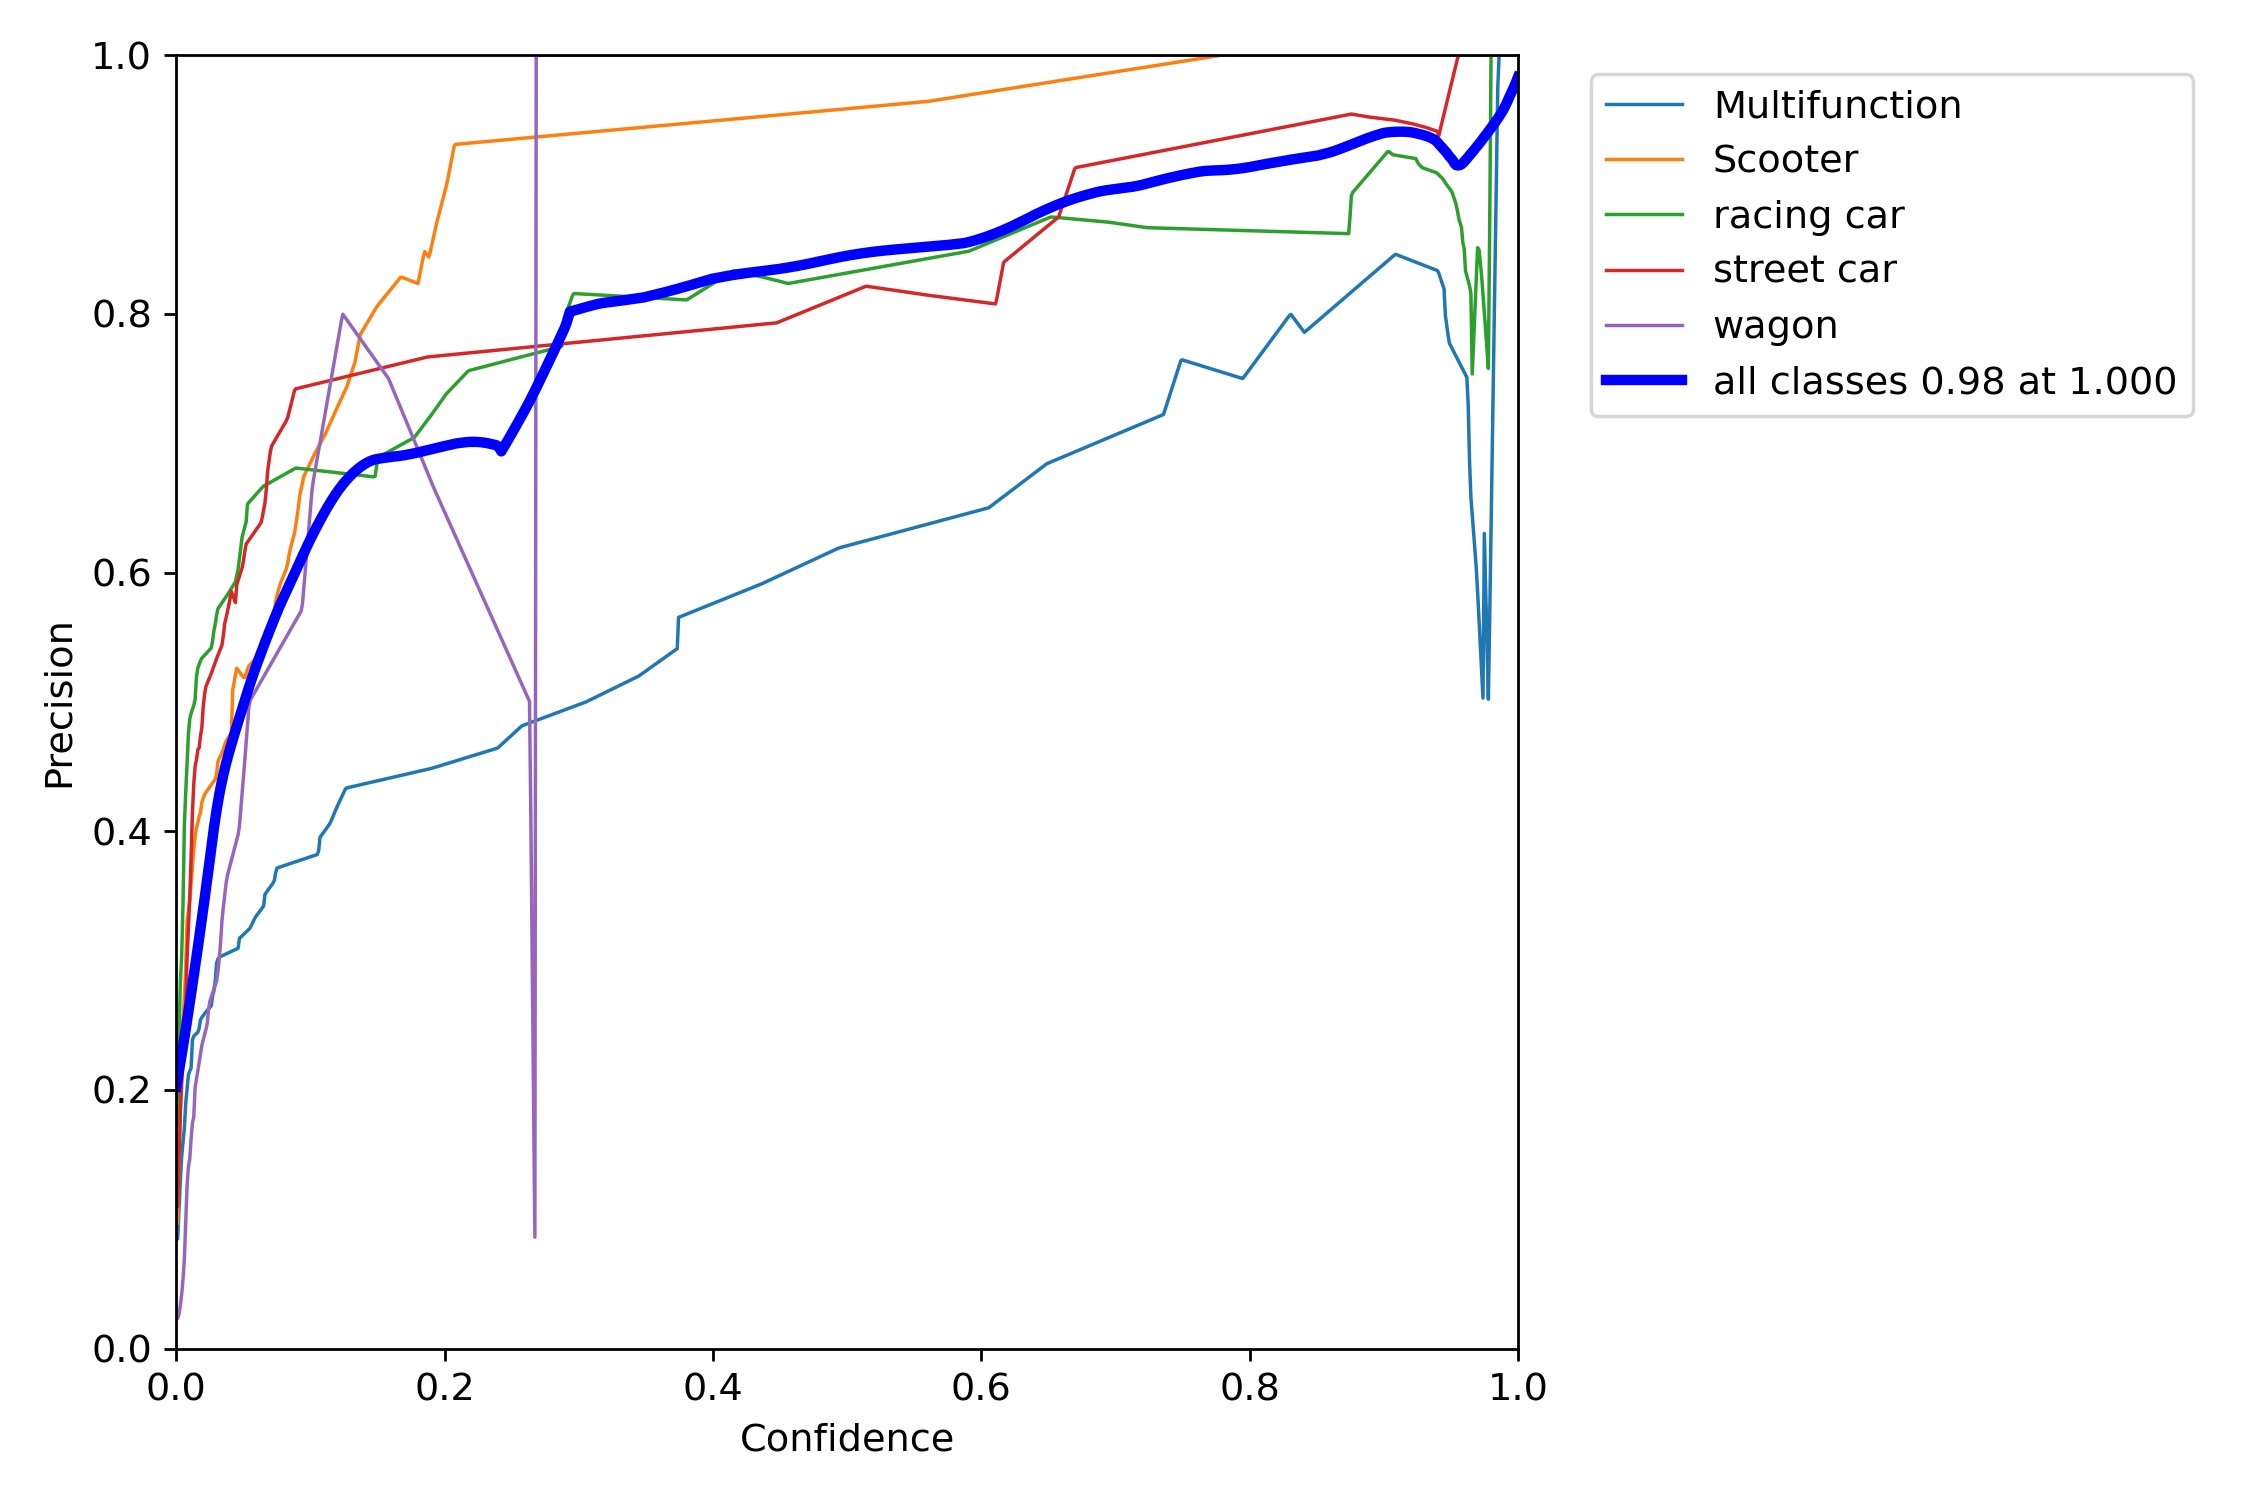 1.0
0.8
0.6
0.4
0.2
0.0
0.0 0.2 0.4 0.6 0.8 1.0
Confidence
Precision
Multifunction
Scooter
racing car
street car
wagon
all classes 0.98 at 1.000